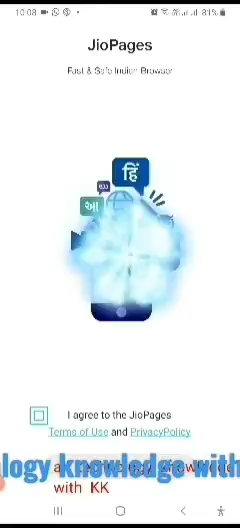 10:08
81%
JioPages
Fast & Safe Indian Browser
हिं
આ
I agree to the JioPages
Terms of Use and PrivacyPolicy
logy knowledge with
with KK